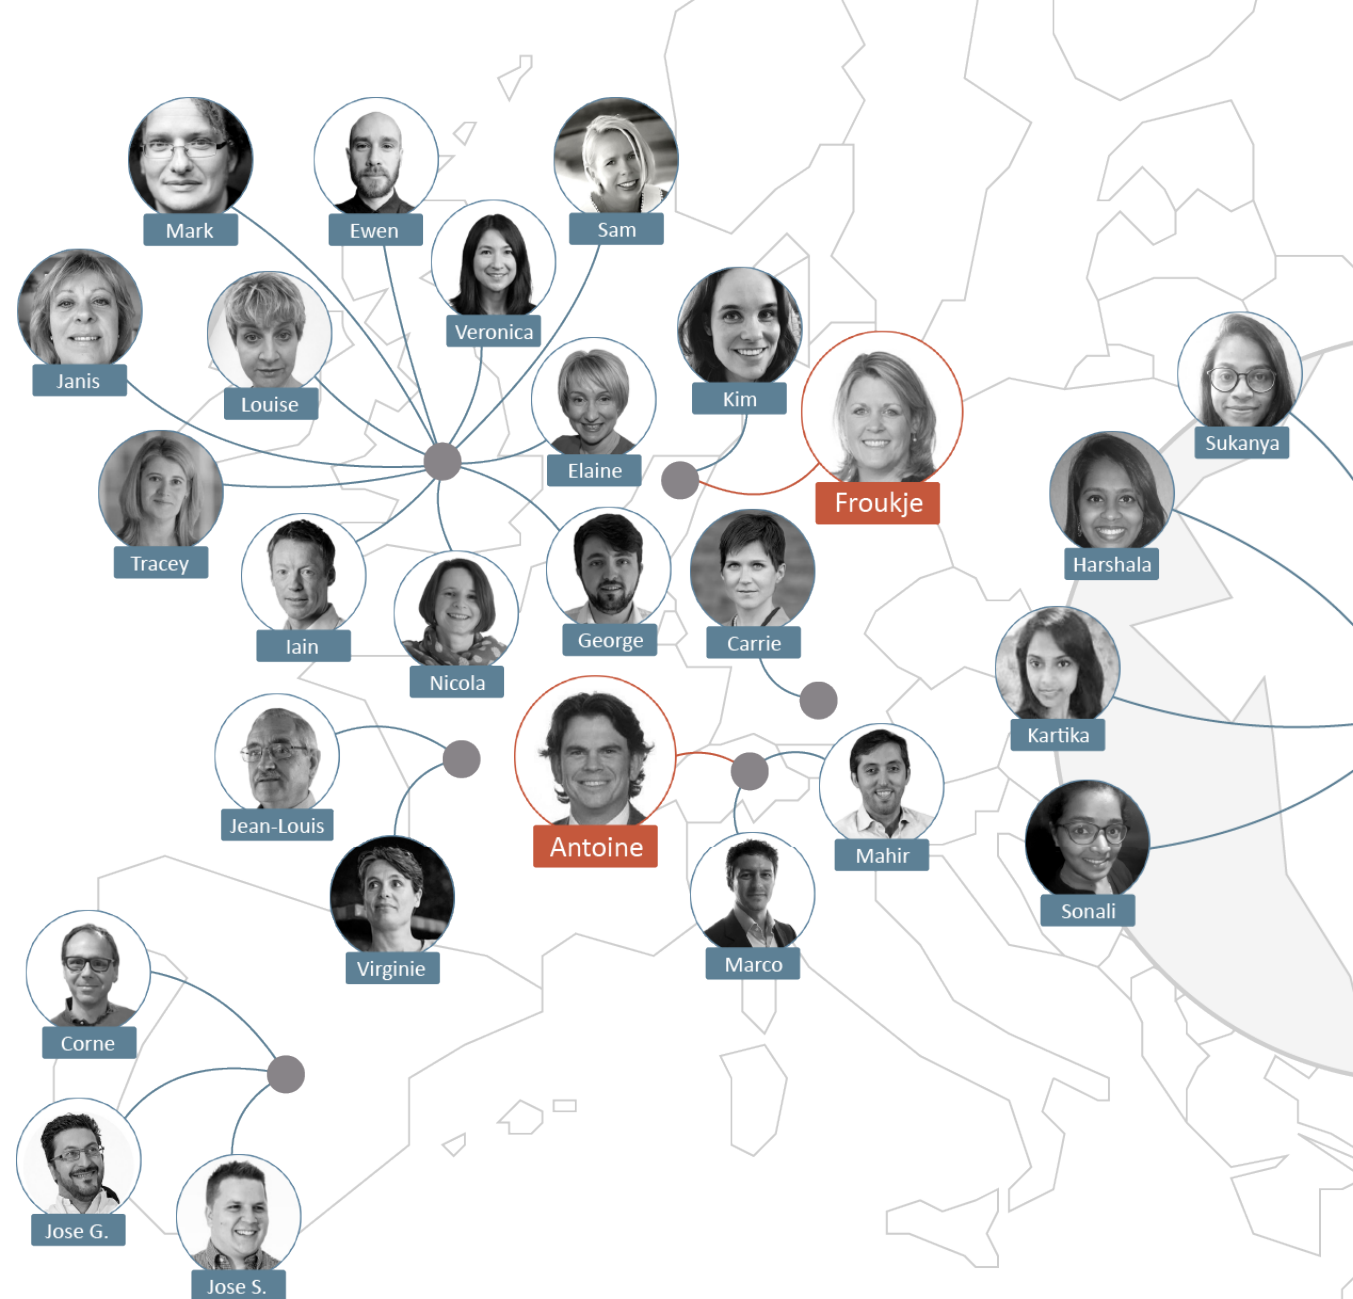 Mark
Ewen
Sam
Veronica
Janis
Louise
Kim
Elaine
Froukje
Sukanya
Tracey
Harshala
Iain
George
Carrie
Nicola
Kartika
Jean-Louis
Antoine
Mahir
Sonali
Virginie
Marco
Corne
Jose G.
Jose S.